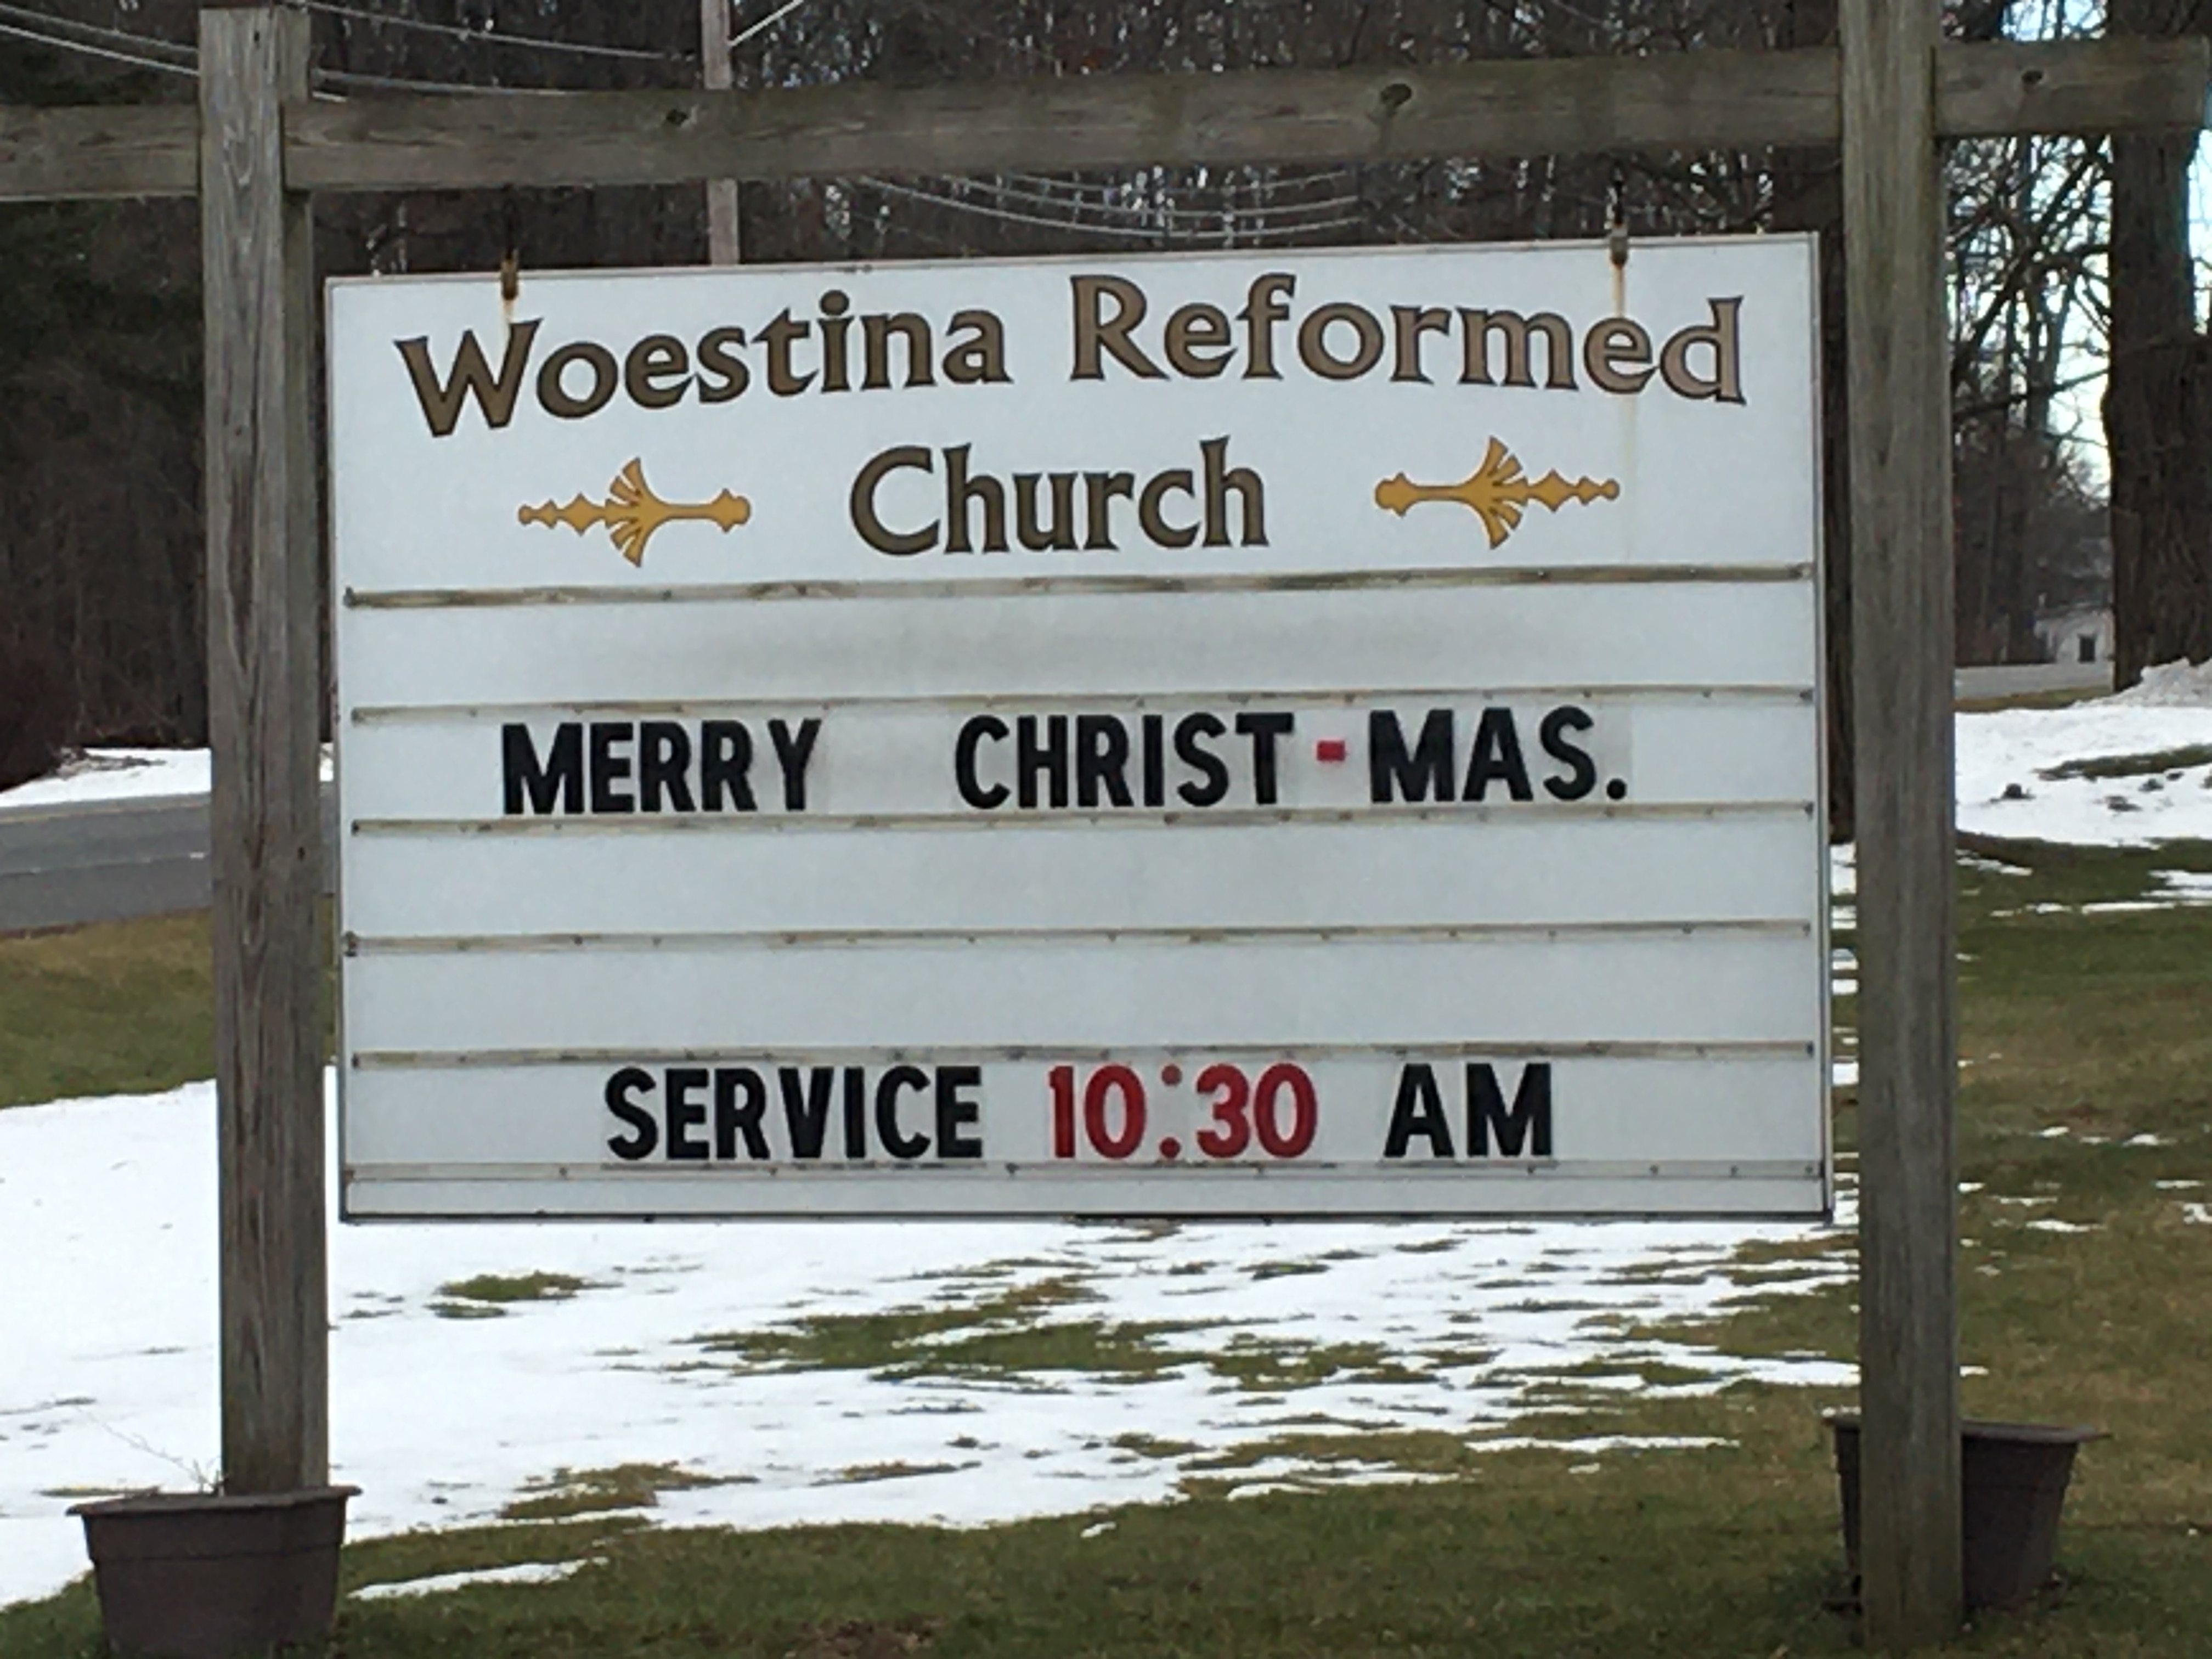 Woestina Reformed
Church
MERRY CHRIST-MAS.
SERVICE 10:30 AM